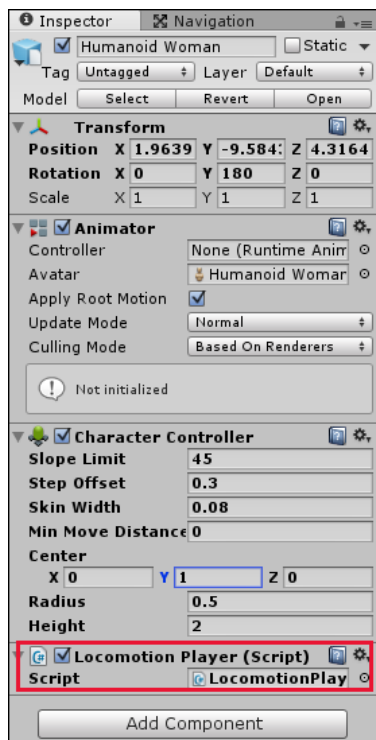 Inspector Navigation
Humanoid Woman Static
Tag Untagged Layer Default
Model Select Revert Open
Transform
Position X 1.9639 Y -9.584: Z 4.3164
Rotation X 0 Y 180 Z 0
Scale X 1 Y 1 Z 1
Animator
Controller None (Runtime Anim
Avatar Humanoid Womar
Apply Root Motion
Update Mode Normal
Culling Mode Based On Renderers
Not initialized
Character Controller
Slope Limit 45
Step Offset 0.3
Skin Width 0.08
Min Move Distance 0
Center
X 0 Y 1 Z 0
Radius 0.5
Height 2
Locomotion Player (Script)
Script LocomotionPlay
Add Component